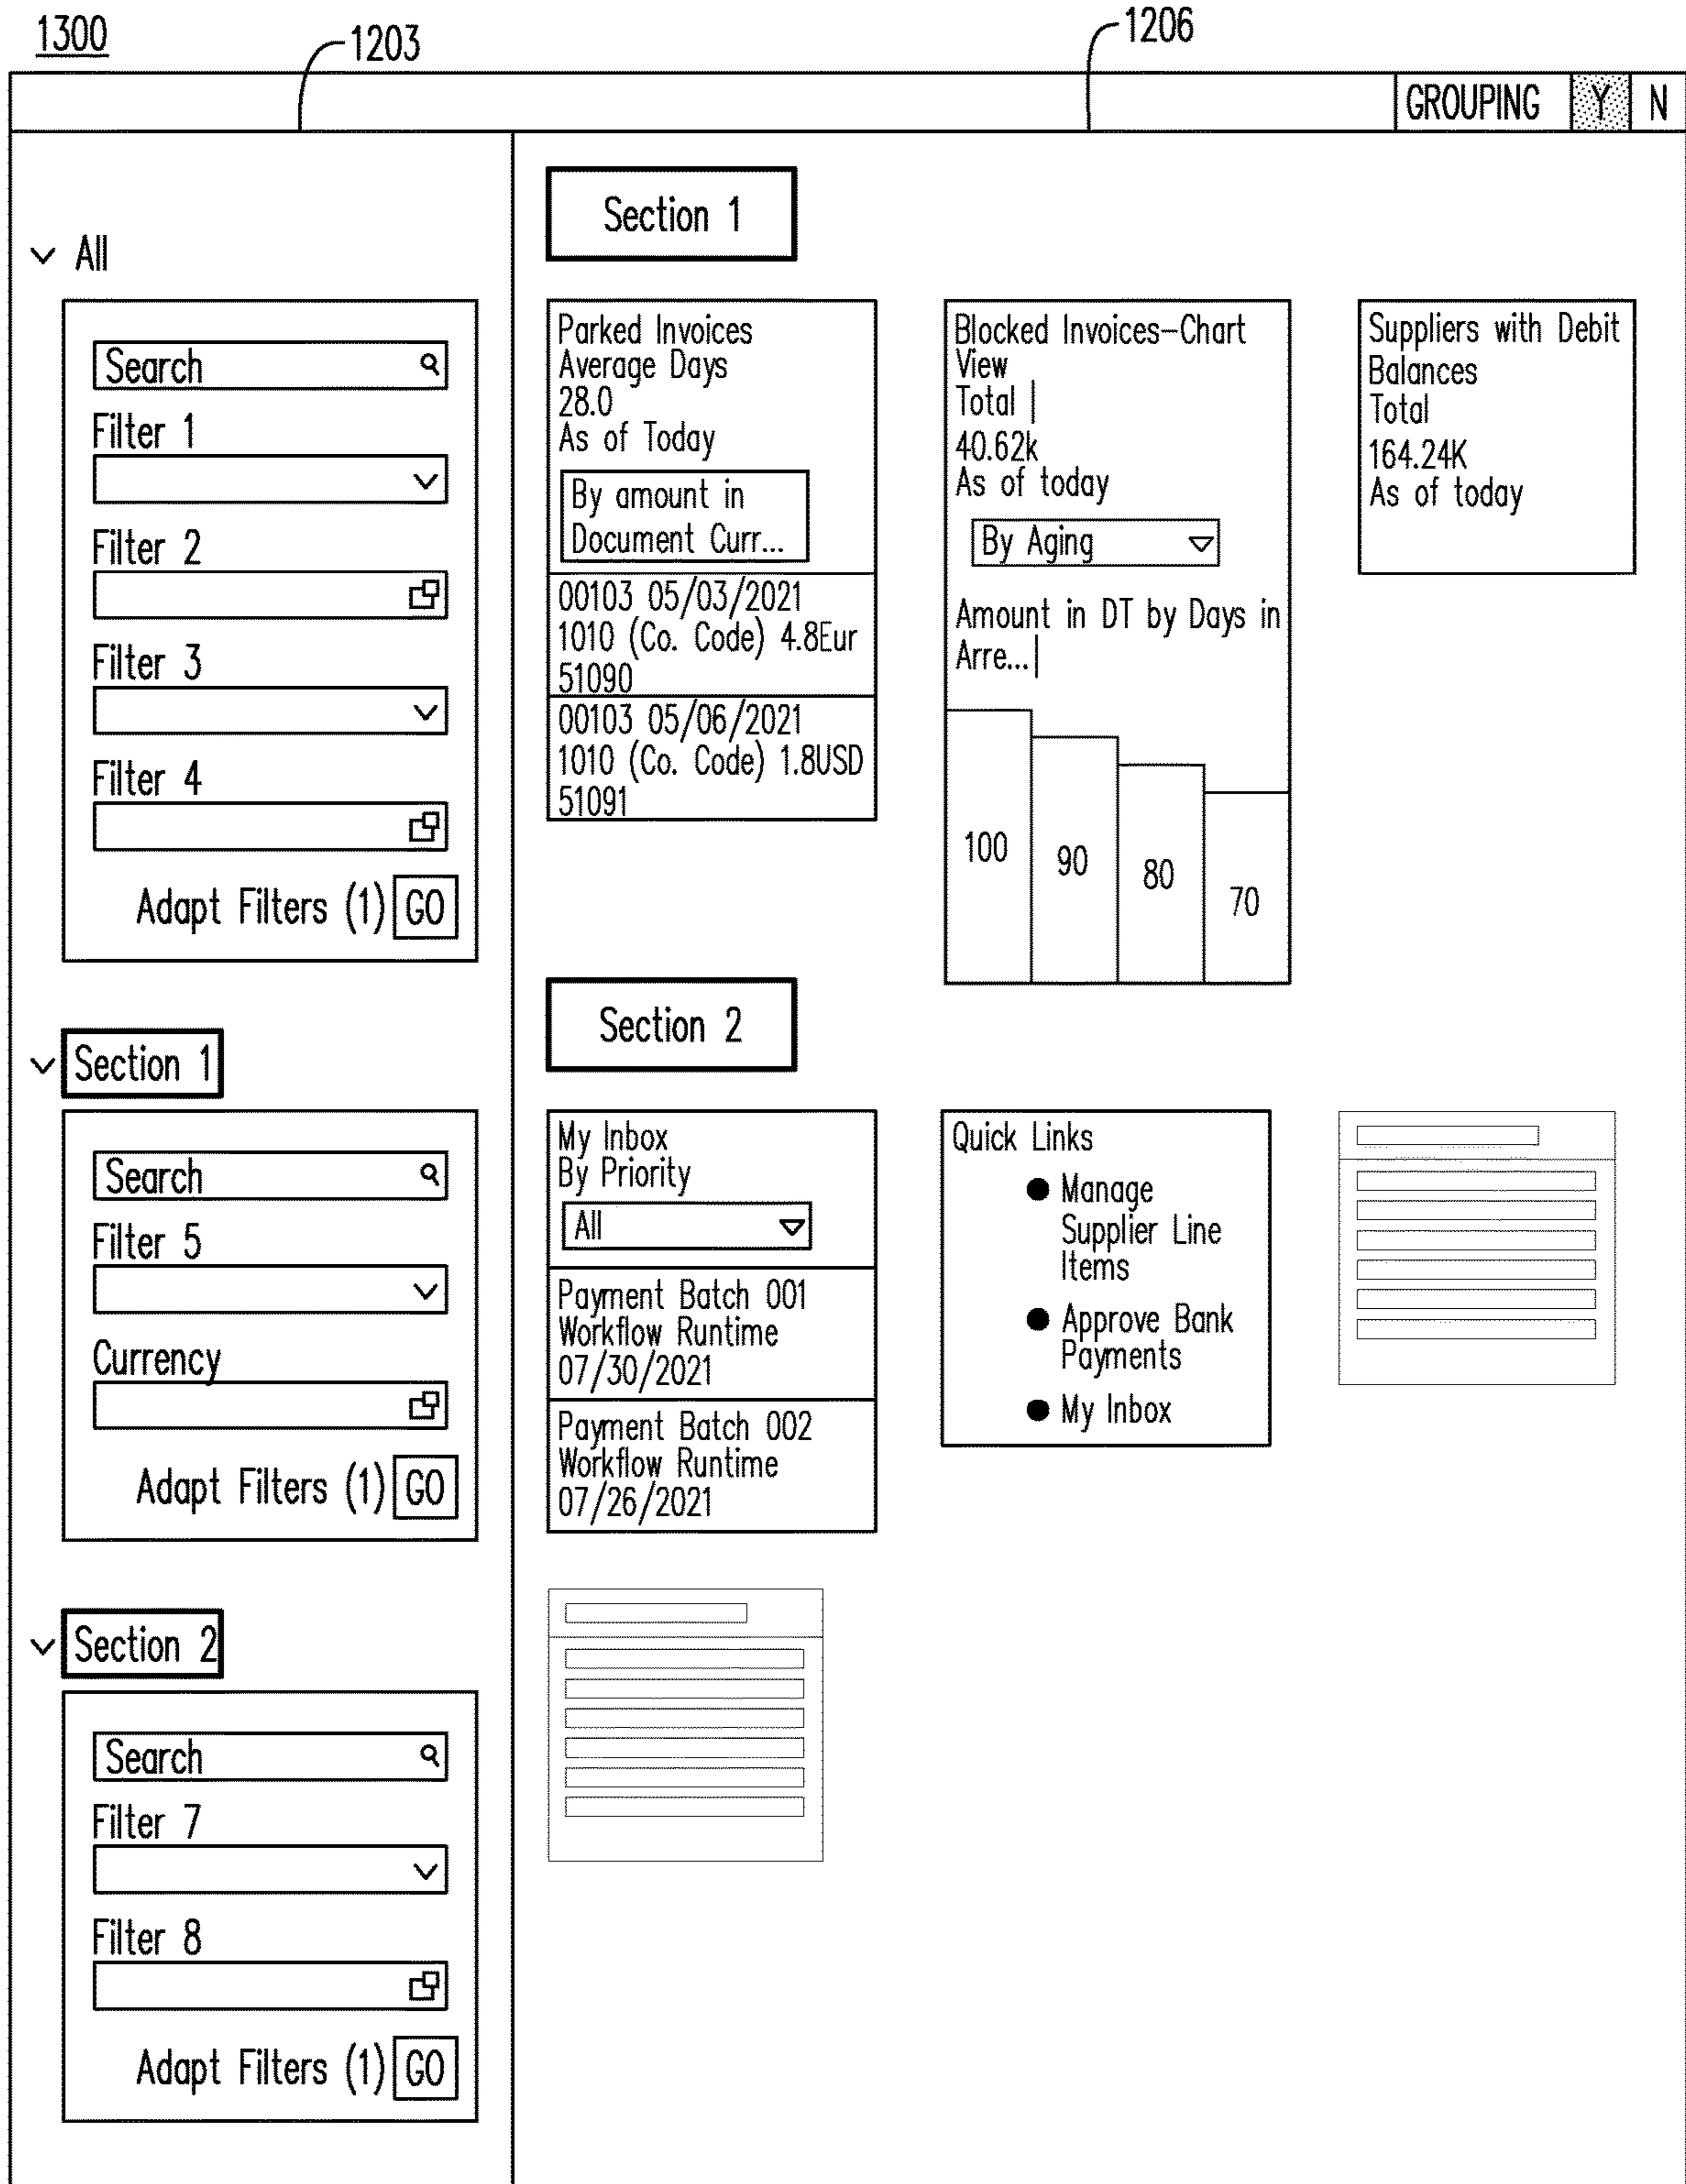 1300
1203
1206
GROUPING Y N
All
Search
Filter 1
Filter 2
Filter 3
Filter 4
Adapt Filters (1) GO
Section 1
Search
Filter 5
Currency
Adapt Filters (1) GO
Section 2
Search
Filter 7
Filter 8
Adapt Filters (1) GO
Section 1
Parked Invoices
Average Days
28.0
As of Today
By amount in
Document Curr...
00103 05/03/2021
1010 (Co. Code) 4.8Eur
51090
00103 05/06/2021
1010 (Co. Code) 1.8USD
51091
Blocked Invoices-Chart
View
Total |
40.62k
As of today
By Aging
Amount in DT by Days in
Arre...|
100
90
80
70
Suppliers with Debit
Balances
Total
164.24K
As of today
Section 2
My Inbox
By Priority
All
Payment Batch 001
Workflow Runtime
07/30/2021
Payment Batch 002
Workflow Runtime
07/26/2021
Quick Links
● Manage
Supplier Line
Items
● Approve Bank
Payments
● My Inbox